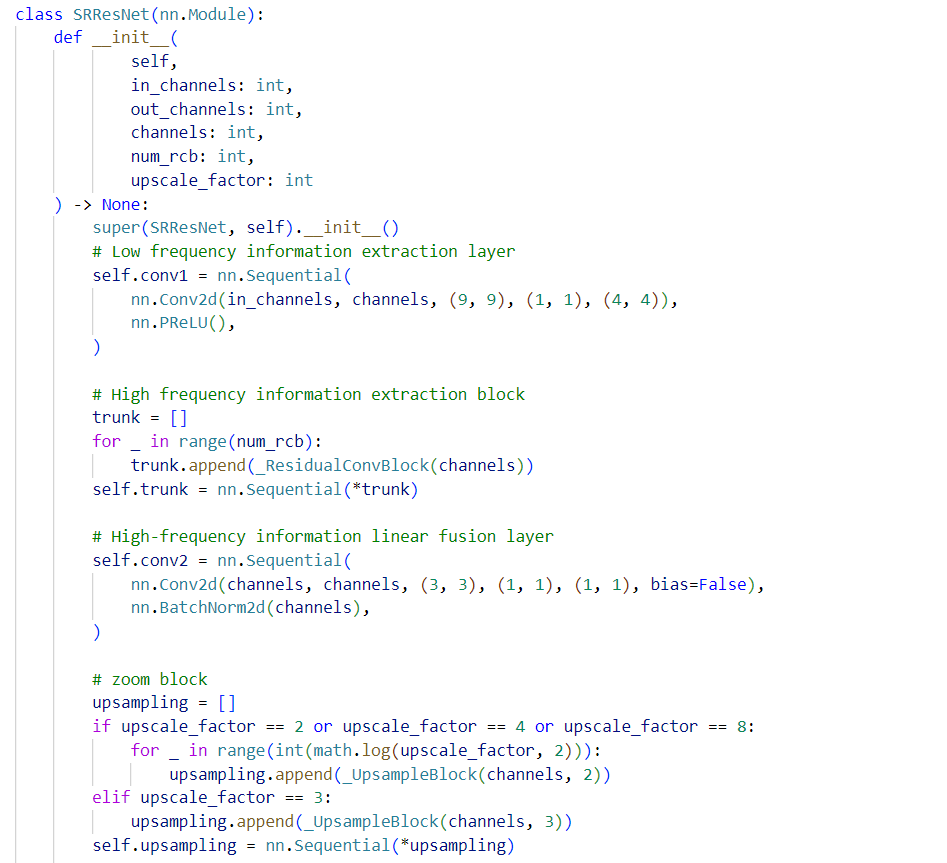 class SRResNet(nn.Module):
    def __init__(
            self,
            in_channels: int,
            out_channels: int,
            channels: int,
            num_rcb: int,
            upscale_factor: int
    ) -> None:
        super(SRResNet, self).__init__()
        # Low frequency information extraction layer
        self.conv1 = nn.Sequential(
            nn.Conv2d(in_channels, channels, (9, 9), (1, 1), (4, 4)),
            nn.PReLU(),
        )

        # High frequency information extraction block
        trunk = []
        for _ in range(num_rcb):
            trunk.append(_ResidualConvBlock(channels))
        self.trunk = nn.Sequential(*trunk)

        # High-frequency information linear fusion layer
        self.conv2 = nn.Sequential(
            nn.Conv2d(channels, channels, (3, 3), (1, 1), (1, 1), bias=False),
            nn.BatchNorm2d(channels),
        )

        # zoom block
        upsampling = []
        if upscale_factor == 2 or upscale_factor == 4 or upscale_factor == 8:
            for _ in range(int(math.log(upscale_factor, 2))):
                upsampling.append(_UpsampleBlock(channels, 2))
        elif upscale_factor == 3:
            upsampling.append(_UpsampleBlock(channels, 3))
        self.upsampling = nn.Sequential(*upsampling)